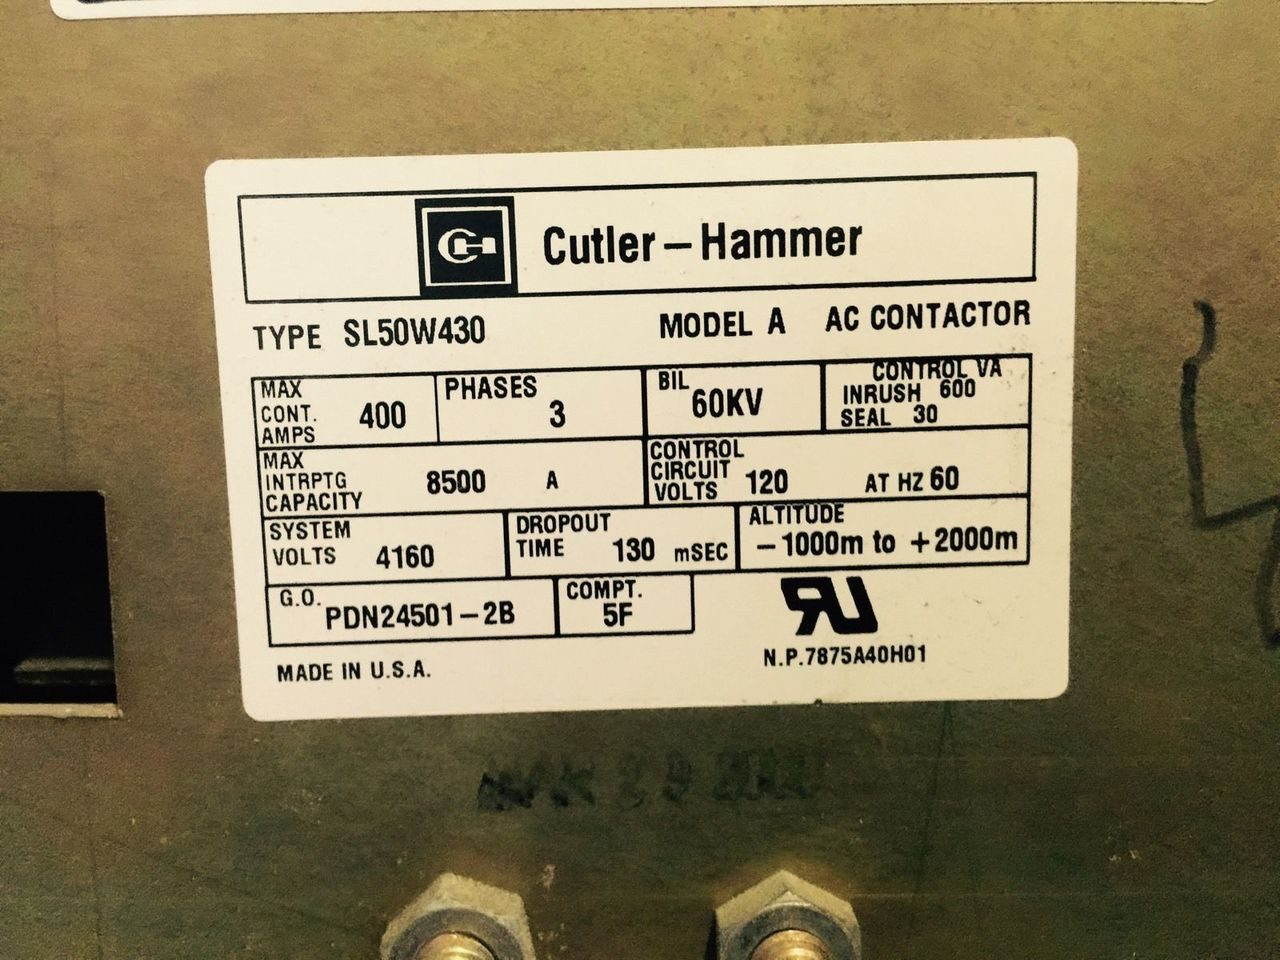 Cutler-Hammer
TYPE SL50W430 MODEL A AC CONTACTOR
MAX CONT. AMPS 400
PHASES 3
BIL 60KV
CONTROL VA
INRUSH 600
SEAL 30
MAX INTRPTG CAPACITY 8500 A
CONTROL CIRCUIT VOLTS 120 AT HZ 60
SYSTEM VOLTS 4160
DROPOUT TIME 130 mSEC
ALTITUDE
-1000m to +2000m
G.O. PDN24501-2B
COMPT. 5F
N.P.7875A40H01
MADE IN U.S.A.